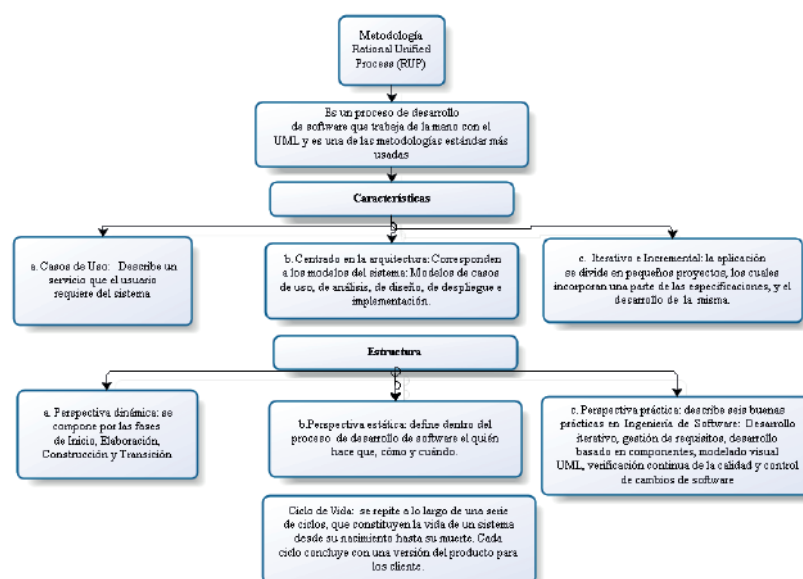 Metodología
Rational Unified
Process (RUP)
Es un proceso de desarrollo
de software que trabaja de la mano con el
UML y es una de las metodologías estándar más
usadas
Características
a. Casos de Uso: Describe un
servicio que el usuario
requiere del sistema
b. Centrado en la arquitectura: Corresponden
a los modelos del sistema: Modelos de casos
de uso, de análisis, de diseño, de despliegue e
implementación.
c. Iterativo e Incremental: la aplicación
se divide en pequeños proyectos, los cuales
incorporan una parte de las especificaciones, y el
desarrollo de la misma.
Estructura
a. Perspectiva dinámica: se
compone por las fases
de Inicio, Elaboración,
Construcción y Transición
b.Perspectiva estática: define dentro del
proceso de desarrollo de software el quién
hace que, cómo y cuándo.
c. Perspectiva práctica: describe seis buenas
prácticas en Ingeniería de Software: Desarrollo
iterativo, gestión de requisitos, desarrollo
basado en componentes, modelado visual
UML, verificación continua de la calidad y control
de cambios de software
Ciclo de Vida: se repite a lo largo de una serie
de ciclos, que constituyen la vida de un sistema
desde su nacimiento hasta su muerte. Cada
ciclo concluye con una versión del producto para
los cliente.